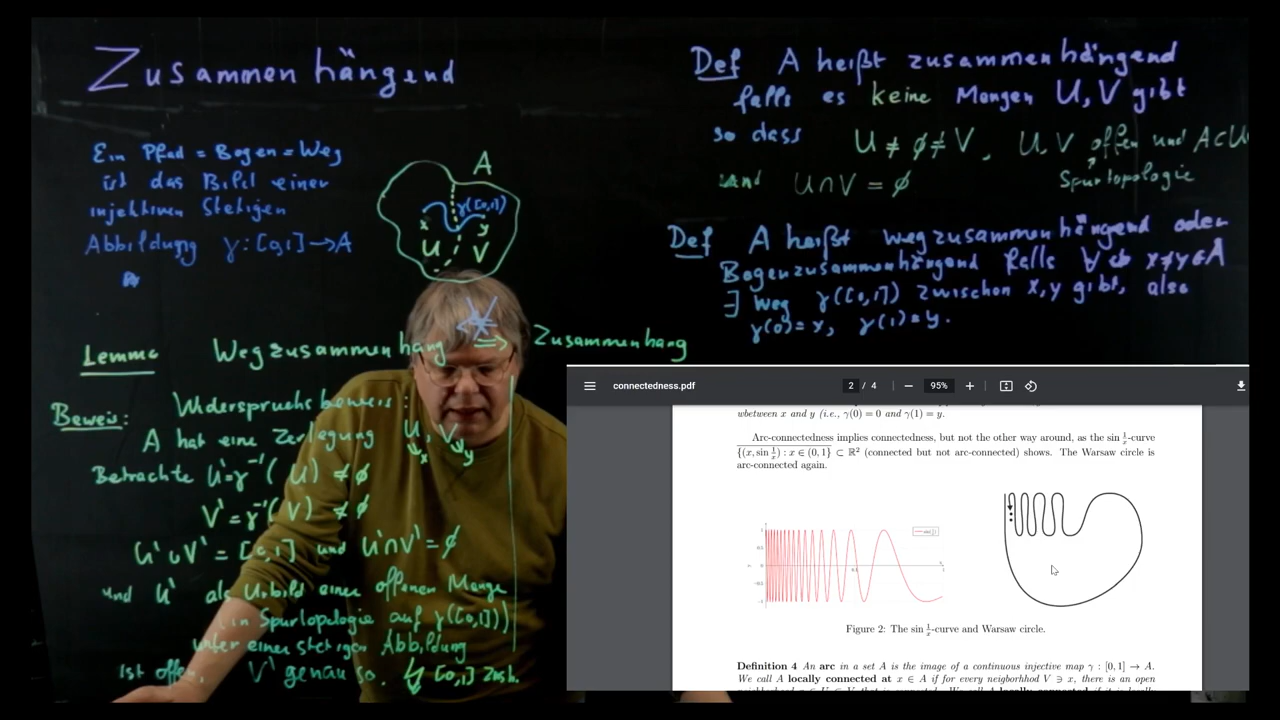 Zusammenhängend
Ein Pfad = Bogen = Weg
ist das Bild einer
injektiven stetigen
Abbildung γ: [0,1] → A
A
γ([0,1])
x
y
U
V
Def A heißt zusammenhängend
falls es keine Mengen U, V gibt
so dass U ≠ ∅ ≠ V, U, V offen und A ⊂ U
und U ∩ V = ∅
Spurtopologie
Def A heißt wegzusammenhängend oder
Bogenzusammenhängend falls ∀ x ≠ y ∈ A
∃ Weg γ([0,1]) zwischen x, y gibt, also
γ(0) = x, γ(1) = y.
Lemma Wegzusammenhang ⇒ Zusammenhang
Beweis: Widerspruchsbeweis:
A hat eine Zerlegung U, V
x y
Betrachte U' = γ⁻¹(U) ≠ ∅
V' = γ⁻¹(V) ≠ ∅
U' ∪ V' = [0,1] und U' ∩ V' = ∅
und U' als Urbild einer offenen Menge
(in Spurtopologie auf γ([0,1]))
unter einer stetigen Abbildung
ist offen, V' genau so. ↯ [0,1] zush.
connectedness.pdf
2 / 4
95%
wbetween x and y (i.e., γ(0) = 0 and γ(1) = y.
Arc-connectedness implies connectedness, but not the other way around, as the sin 1/x-curve
{(x, sin 1/x) : x ∈ (0, 1} ⊂ ℝ² (connected but not arc-connected) shows. The Warsaw circle is
arc-connected again.
Figure 2: The sin 1/x-curve and Warsaw circle.
Definition 4 An arc in a set A is the image of a continuous injective map γ : [0, 1] → A.
We call A locally connected at x ∈ A if for every neigborhhod V ∋ x, there is an open